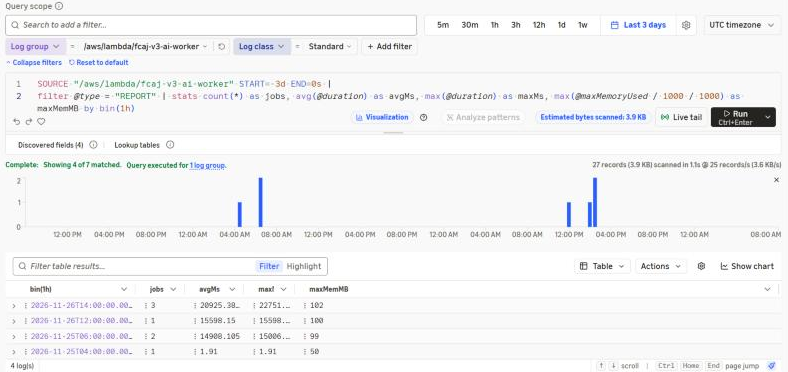 Query scope
Search to add a filter...
5m 30m 1h 3h 12h 1d 1w Last 3 days UTC timezone
Log group = /aws/lambda/fcaj-v3-ai-worker Log class = Standard + Add filter
Collapse filters Reset to default
1 SOURCE "/aws/lambda/fcaj-v3-ai-worker" START=-3d END=0s |
2 filter @type = "REPORT" | stats count(*) as jobs, avg(@duration) as avgMs, max(@duration) as maxMs, max(@maxMemoryUsed / 1000 / 1000) as
maxMemMB by bin(1h)
Visualization Analyze patterns Estimated bytes scanned: 3.9 KB Live tail Run
Ctrl+Enter
Discovered fields (4) Lookup tables
Complete: Showing 4 of 7 matched. Query executed for 1 log group. 27 records (3.9 KB) scanned in 1.1s @ 25 records/s (3.6 KB/s)
2
1
0
12:00 PM 04:00 PM 08:00 PM 12:00 AM 04:00 AM 08:00 AM 12:00 PM 04:00 PM 08:00 PM 12:00 AM 04:00 AM 08:00 AM 12:00 PM 04:00 PM 08:00 PM 12:00 AM 08:00 AM
Filter table results... Filter Highlight Table Actions Show chart
bin(1h) jobs avgMs maxMemMB
2026-11-26T14:00:00.00... 3 20925.38... 22751.... 102
2026-11-26T12:00:00.00... 1 15598.15 15598.... 100
2026-11-25T06:00:00.00... 2 14908.105 15006.... 99
2026-11-25T04:00:00.00... 1 1.91 1.91 50
4 log(s) ↑ ↓ scroll Ctrl Home End page jump